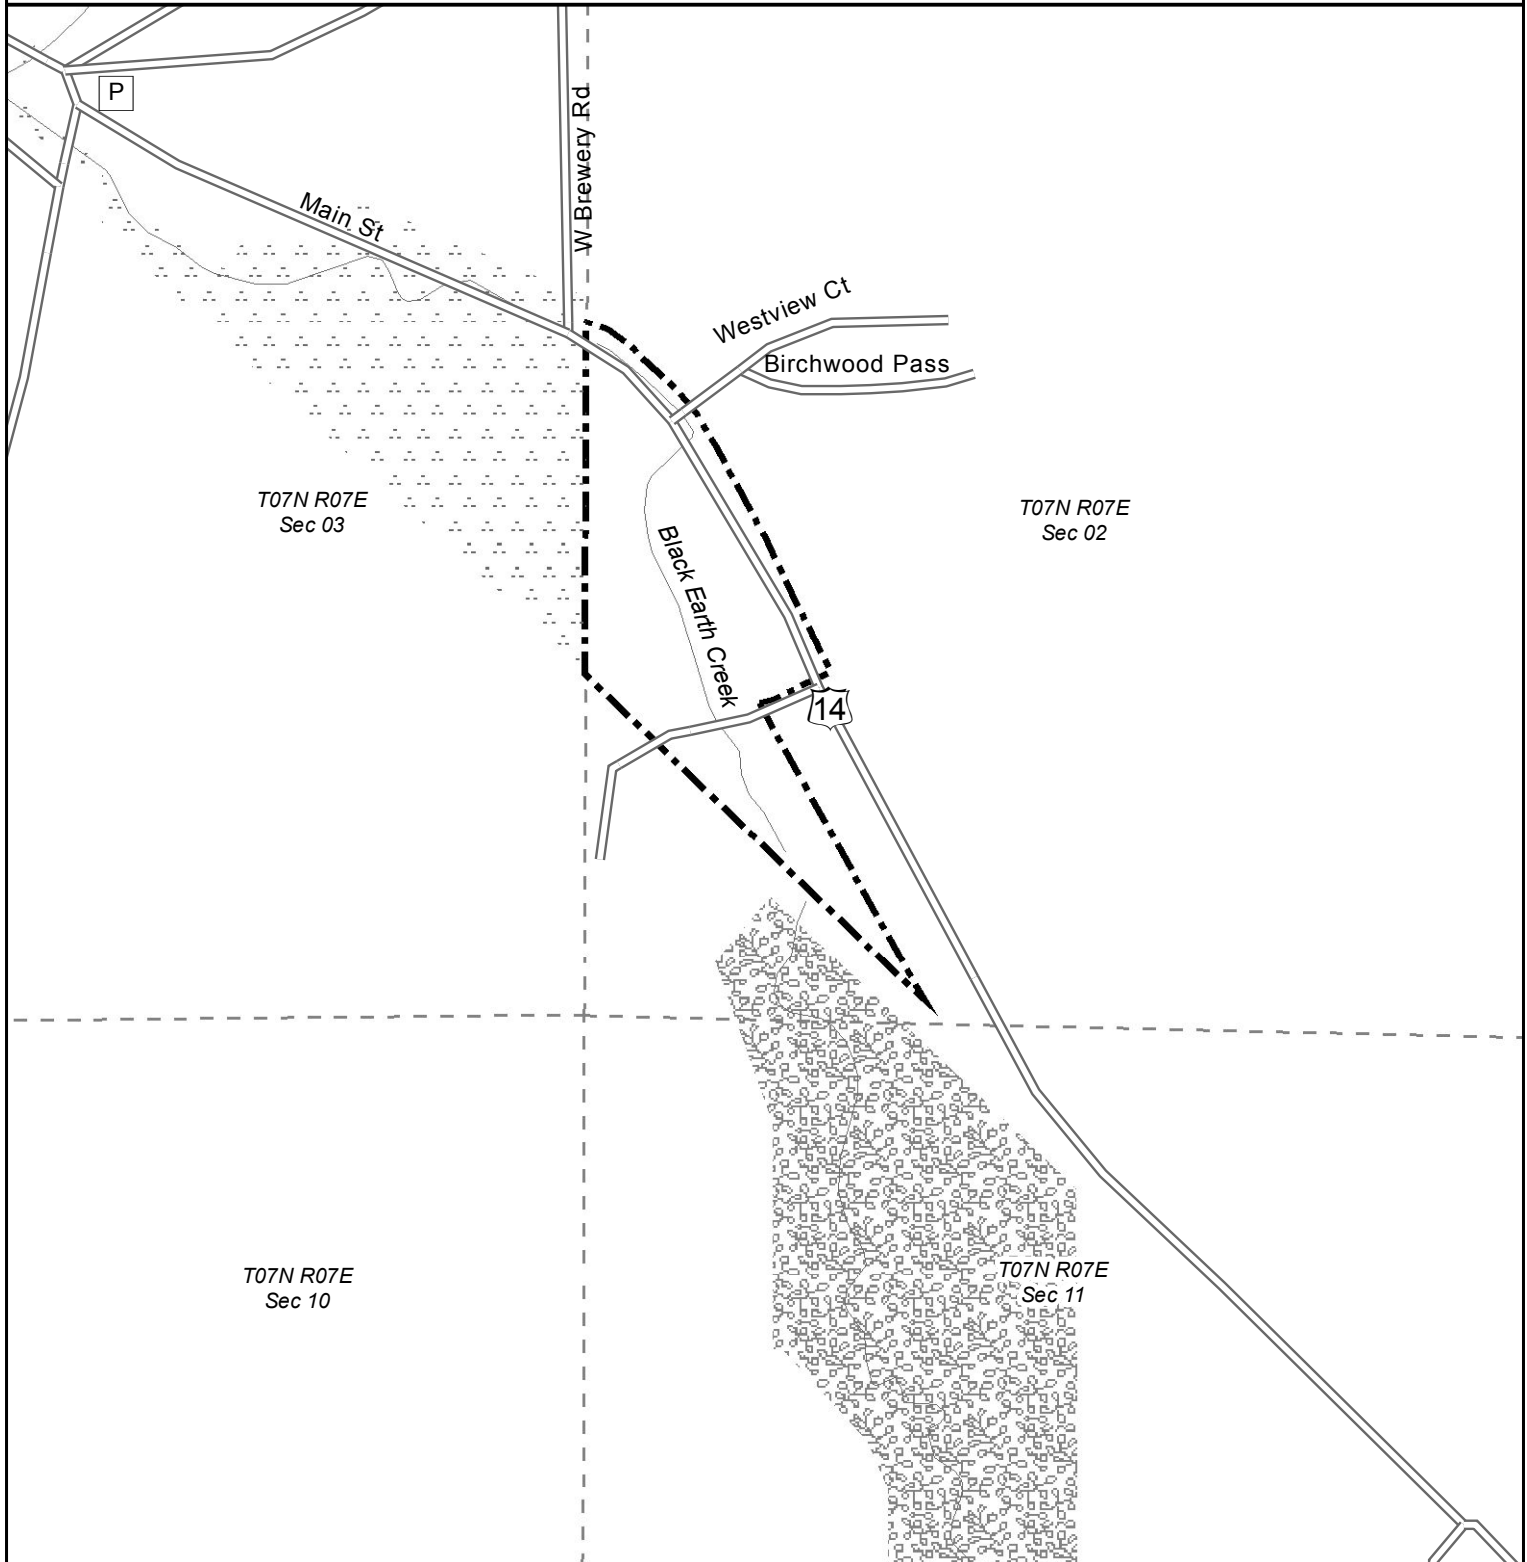 P
W Brewery Rd
Main St
Westview Ct
Birchwood Pass
T07N R07E
Sec 03
T07N R07E
Sec 02
Black Earth Creek
14
T07N R07E
Sec 10
T07N R07E
Sec 11